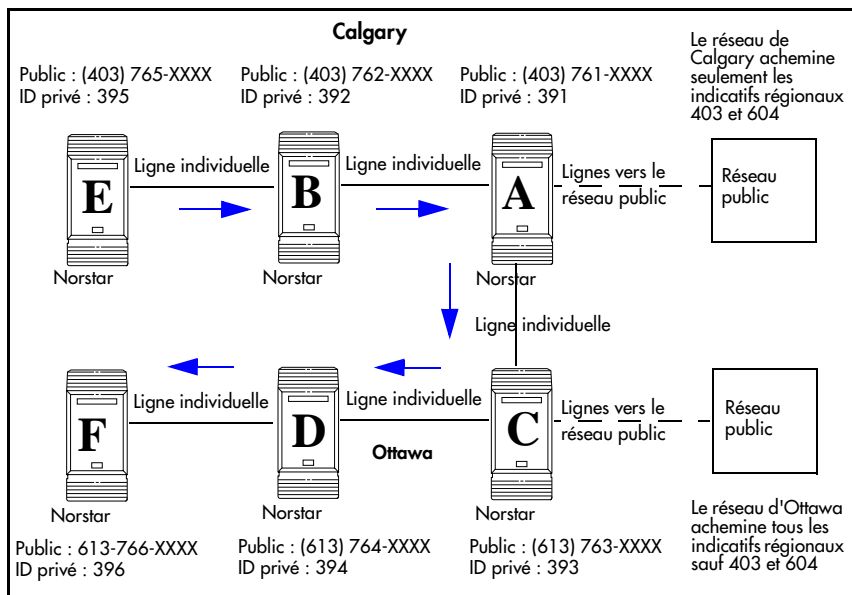 Calgary
Public : (403) 765-XXXX
ID privé : 395
Public : (403) 762-XXXX
ID privé : 392
Public : (403) 761-XXXX
ID privé : 391
Le réseau de
Calgary achemine
seulement les
indicatifs régionaux
403 et 604
E
Ligne individuelle
B
Ligne individuelle
A
Lignes vers le
réseau public
Réseau
public
Norstar
Norstar
Norstar
Ligne individuelle
F
Ligne individuelle
D
Ligne individuelle
C
Lignes vers le
réseau public
Réseau
public
Ottawa
Norstar
Norstar
Norstar
Public : 613-766-XXXX
ID privé : 396
Public : (613) 764-XXXX
ID privé : 394
Public : (613) 763-XXXX
ID privé : 393
Le réseau d'Ottawa
achemine tous les
indicatifs régionaux
sauf 403 et 604